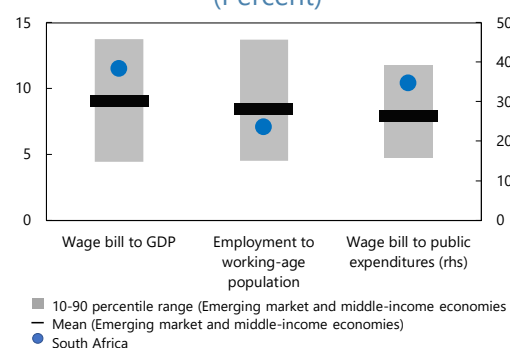 (Percent)
15
10
5
0
50
40
30
20
10
0
Wage bill to GDP
Employment to
working-age
population
Wage bill to public
expenditures (rhs)
10-90 percentile range (Emerging market and middle-income economies
Mean (Emerging market and middle-income economies)
South Africa